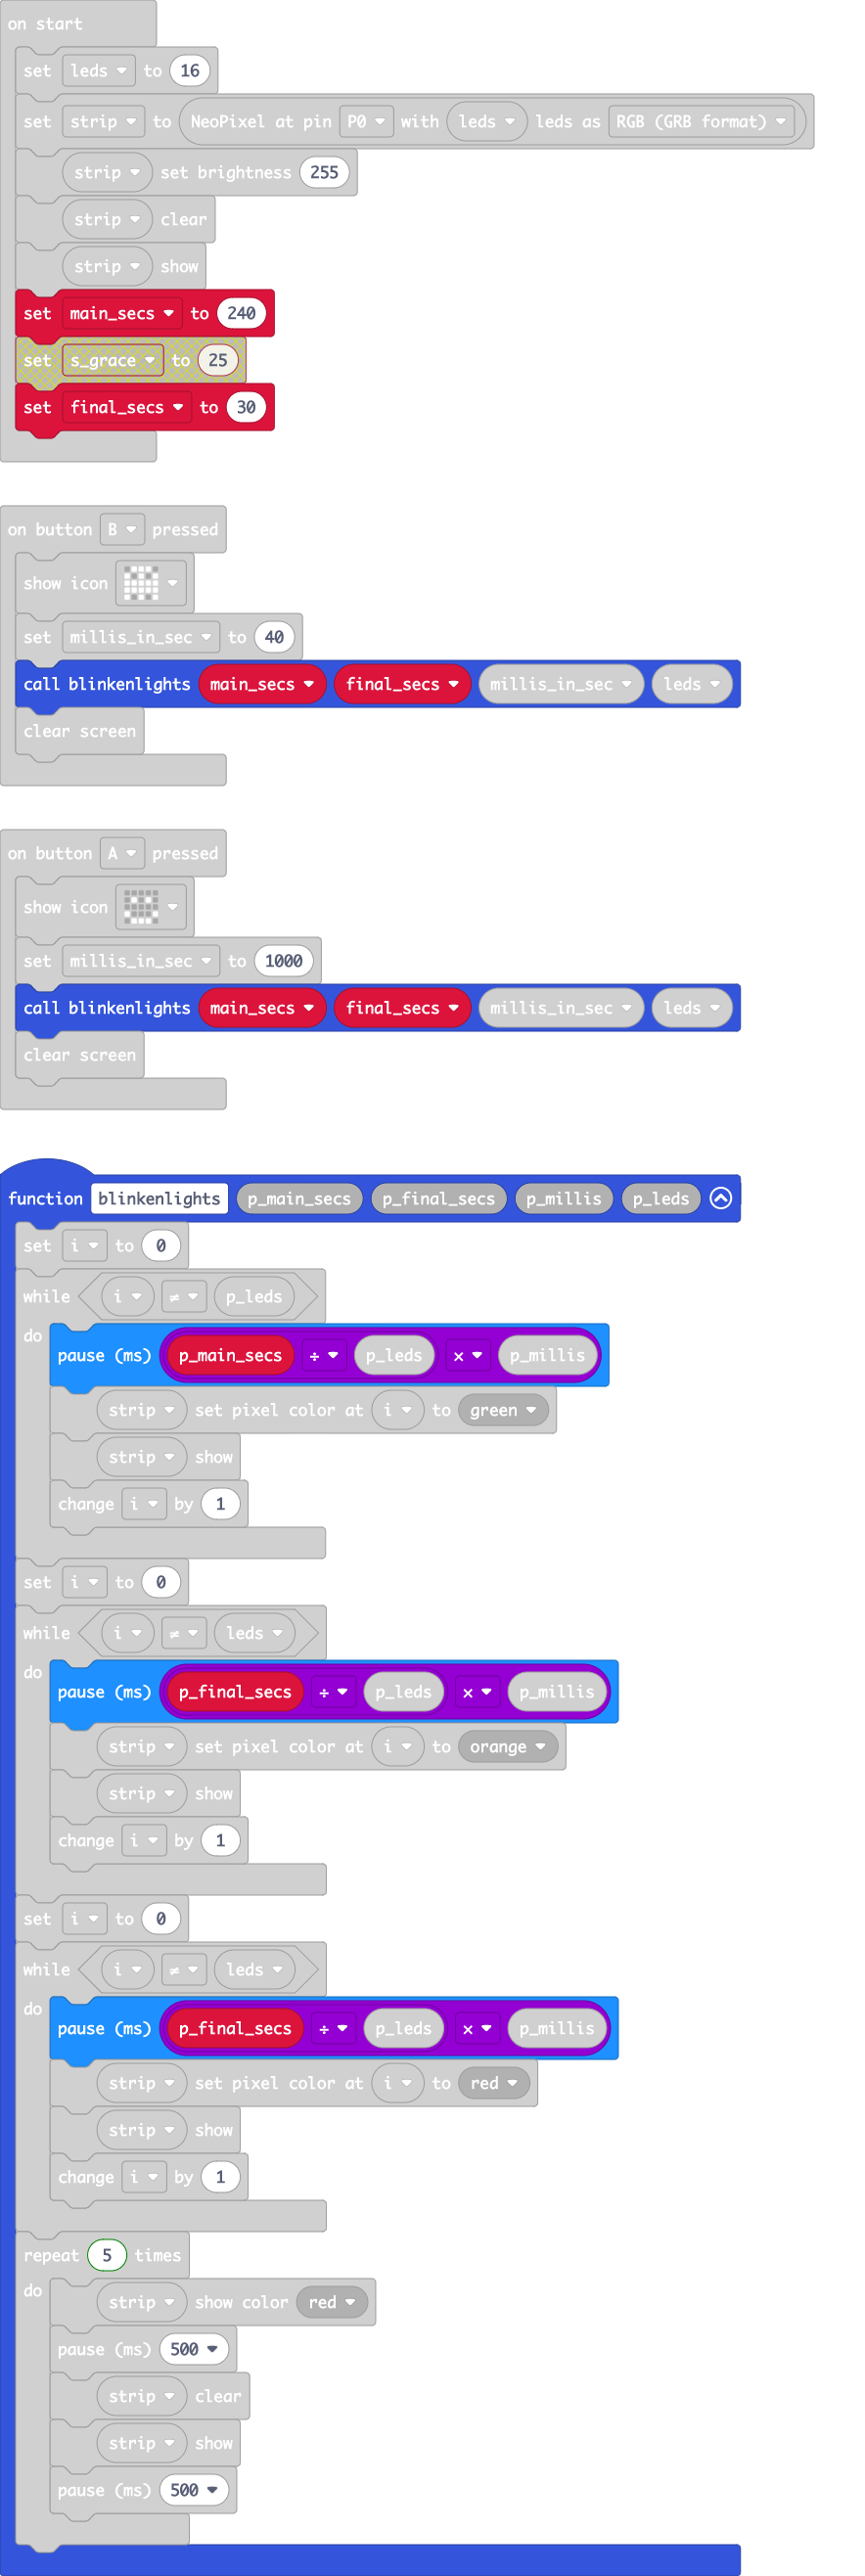 on start
set leds to 16
set strip to NeoPixel at pin P0 with leds leds as RGB (GRB format)
strip set brightness 255
strip clear
strip show
set main_secs to 240
set s_grace to 25
set final_secs to 30
on button B pressed
show icon
set millis_in_sec to 40
call blinkenlights main_secs final_secs millis_in_sec leds
clear screen
on button A pressed
show icon
set millis_in_sec to 1000
call blinkenlights main_secs final_secs millis_in_sec leds
clear screen
function blinkenlights p_main_secs p_final_secs p_millis p_leds
set i to 0
while i ≠ p_leds
do
pause (ms) p_main_secs ÷ p_leds × p_millis
strip set pixel color at i to green
strip show
change i by 1
set i to 0
while i ≠ leds
do
pause (ms) p_final_secs ÷ p_leds × p_millis
strip set pixel color at i to orange
strip show
change i by 1
set i to 0
while i ≠ leds
do
pause (ms) p_final_secs ÷ p_leds × p_millis
strip set pixel color at i to red
strip show
change i by 1
repeat 5 times
do
strip show color red
pause (ms) 500
strip clear
strip show
pause (ms) 500